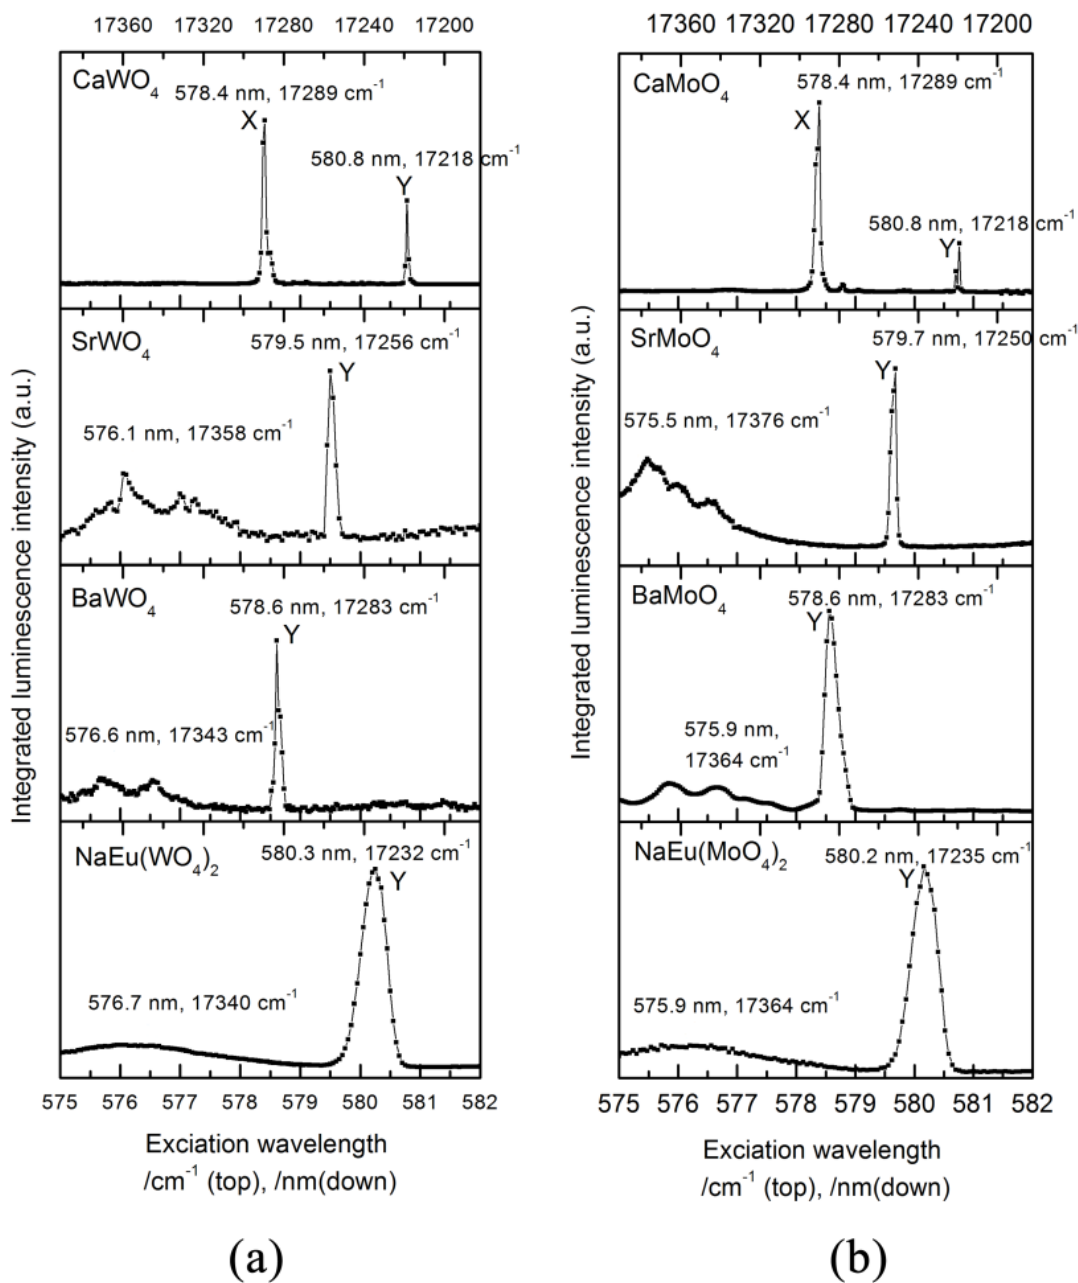 17360 17320 17280 17240 17200
CaWO₄
578.4 nm, 17289 cm⁻¹
X
580.8 nm, 17218 cm⁻¹
Y
SrWO₄
579.5 nm, 17256 cm⁻¹
Y
576.1 nm, 17358 cm⁻¹
BaWO₄
578.6 nm, 17283 cm⁻¹
Y
576.6 nm, 17343 cm⁻¹
NaEu(WO₄)₂
580.3 nm, 17232 cm⁻¹
Y
576.7 nm, 17340 cm⁻¹
575 576 577 578 579 580 581 582
Integrated luminescence intensity (a.u.)
Exciation wavelength
/cm⁻¹ (top), /nm(down)
(a)
17360 17320 17280 17240 17200
CaMoO₄
578.4 nm, 17289 cm⁻¹
X
580.8 nm, 17218 cm⁻¹
Y
SrMoO₄
579.7 nm, 17250 cm⁻¹
Y
575.5 nm, 17376 cm⁻¹
BaMoO₄
578.6 nm, 17283 cm⁻¹
Y
575.9 nm,
17364 cm⁻¹
NaEu(MoO₄)₂
580.2 nm, 17235 cm⁻¹
Y
575.9 nm, 17364 cm⁻¹
575 576 577 578 579 580 581 582
Integrated luminescence intensity (a.u.)
Exciation wavelength
/cm⁻¹ (top), /nm(down)
(b)